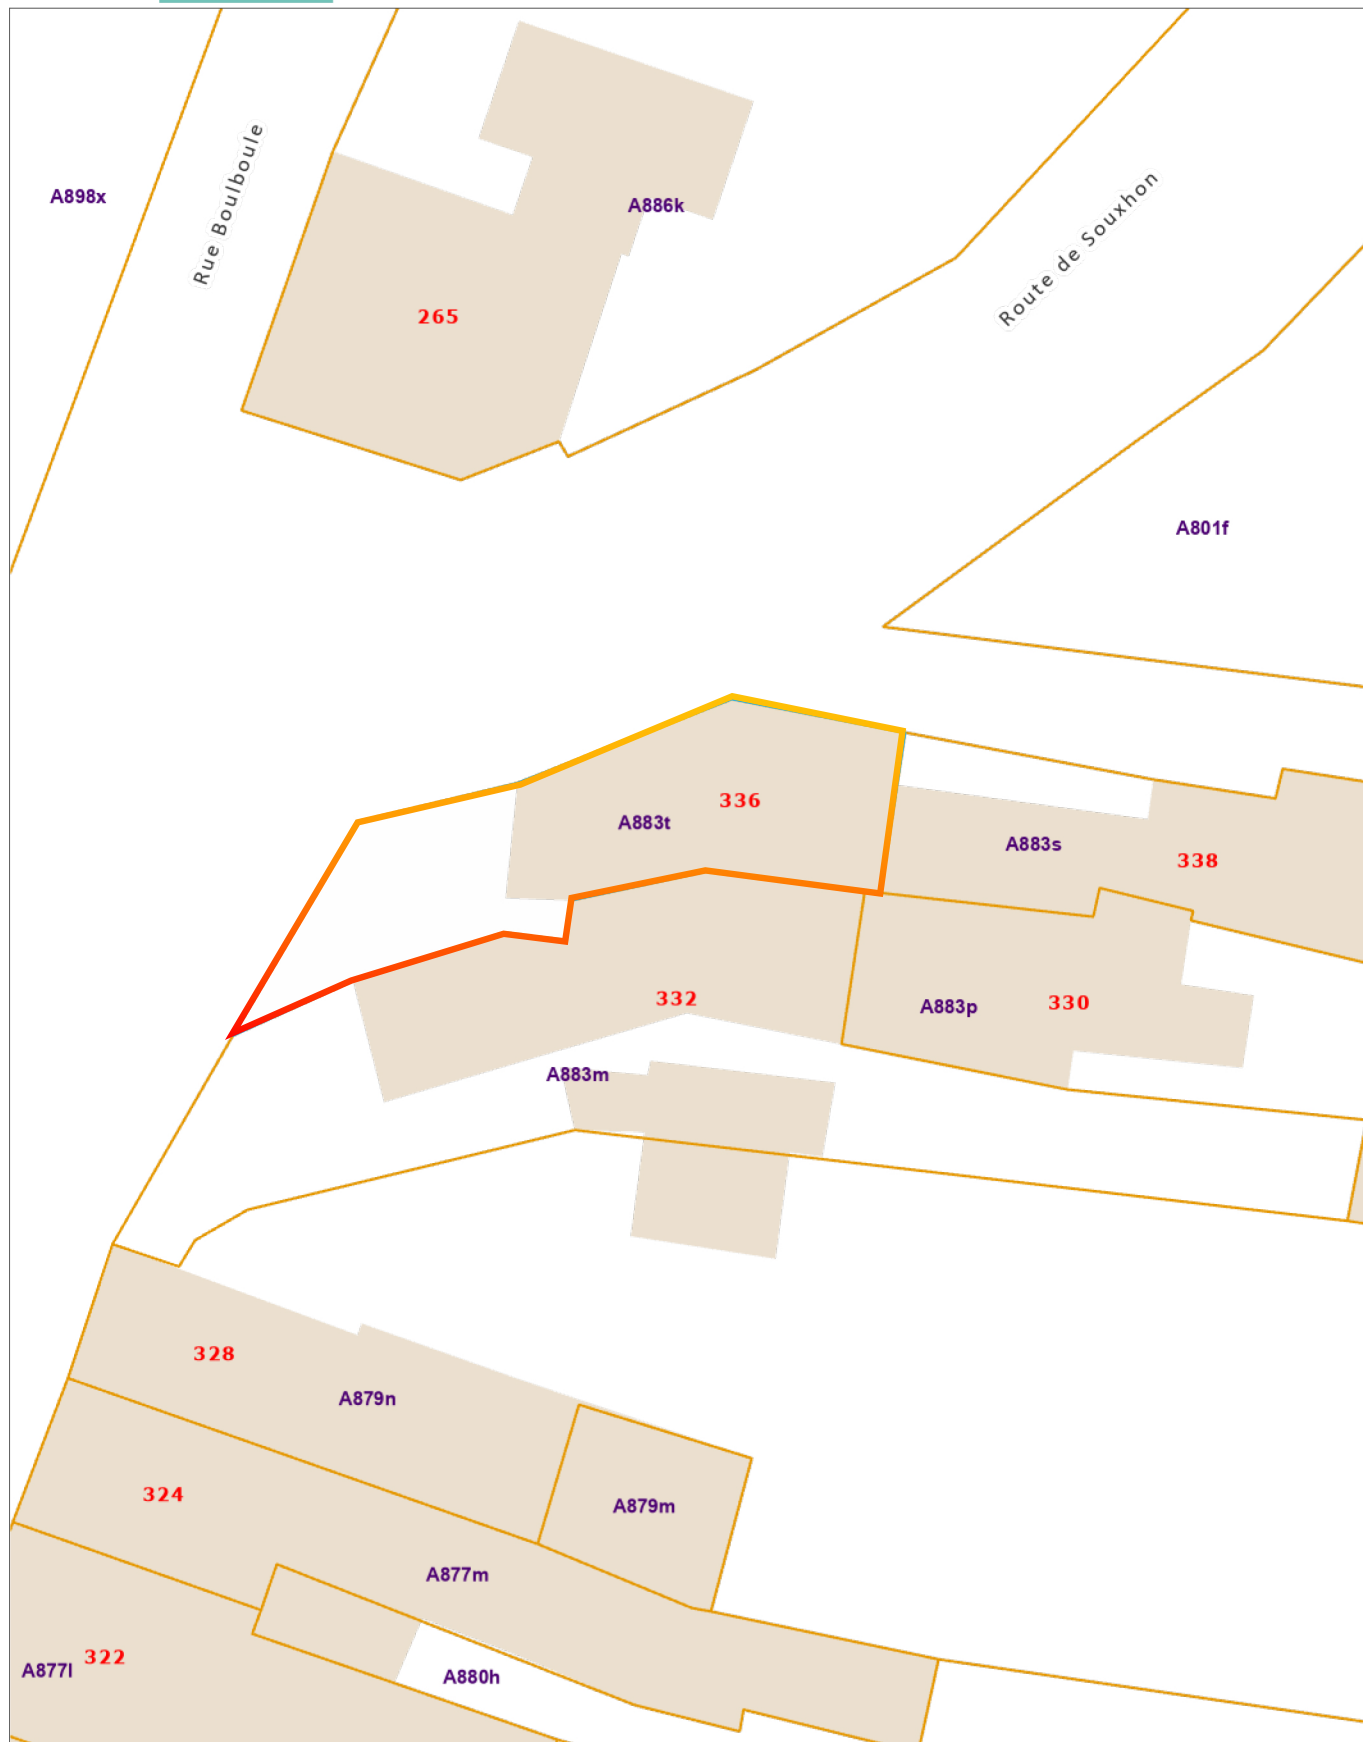 Rue Boulboule
A898x
A886k
Route de Souxhon
265
A801f
336
A883t
A883s
338
332
A883p
330
A883m
328
A879n
324
A879m
A877m
322
A877l
A880h